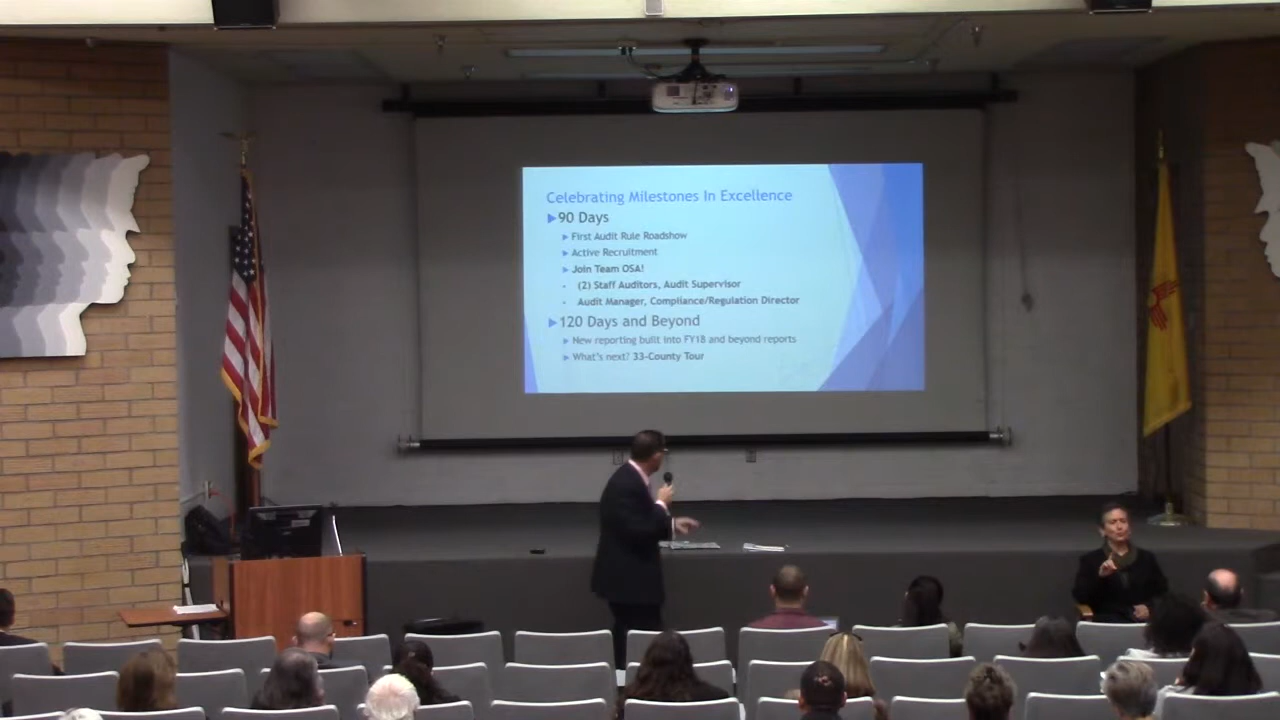 Celebrating Milestones In Excellence
90 Days
First Audit Rule Roadshow
Active Recruitment
Join Team OSA!
- (2) Staff Auditors, Audit Supervisor
- Audit Manager, Compliance/Regulation Director
120 Days and Beyond
New reporting built into FY18 and beyond reports
What's next? 33-County Tour